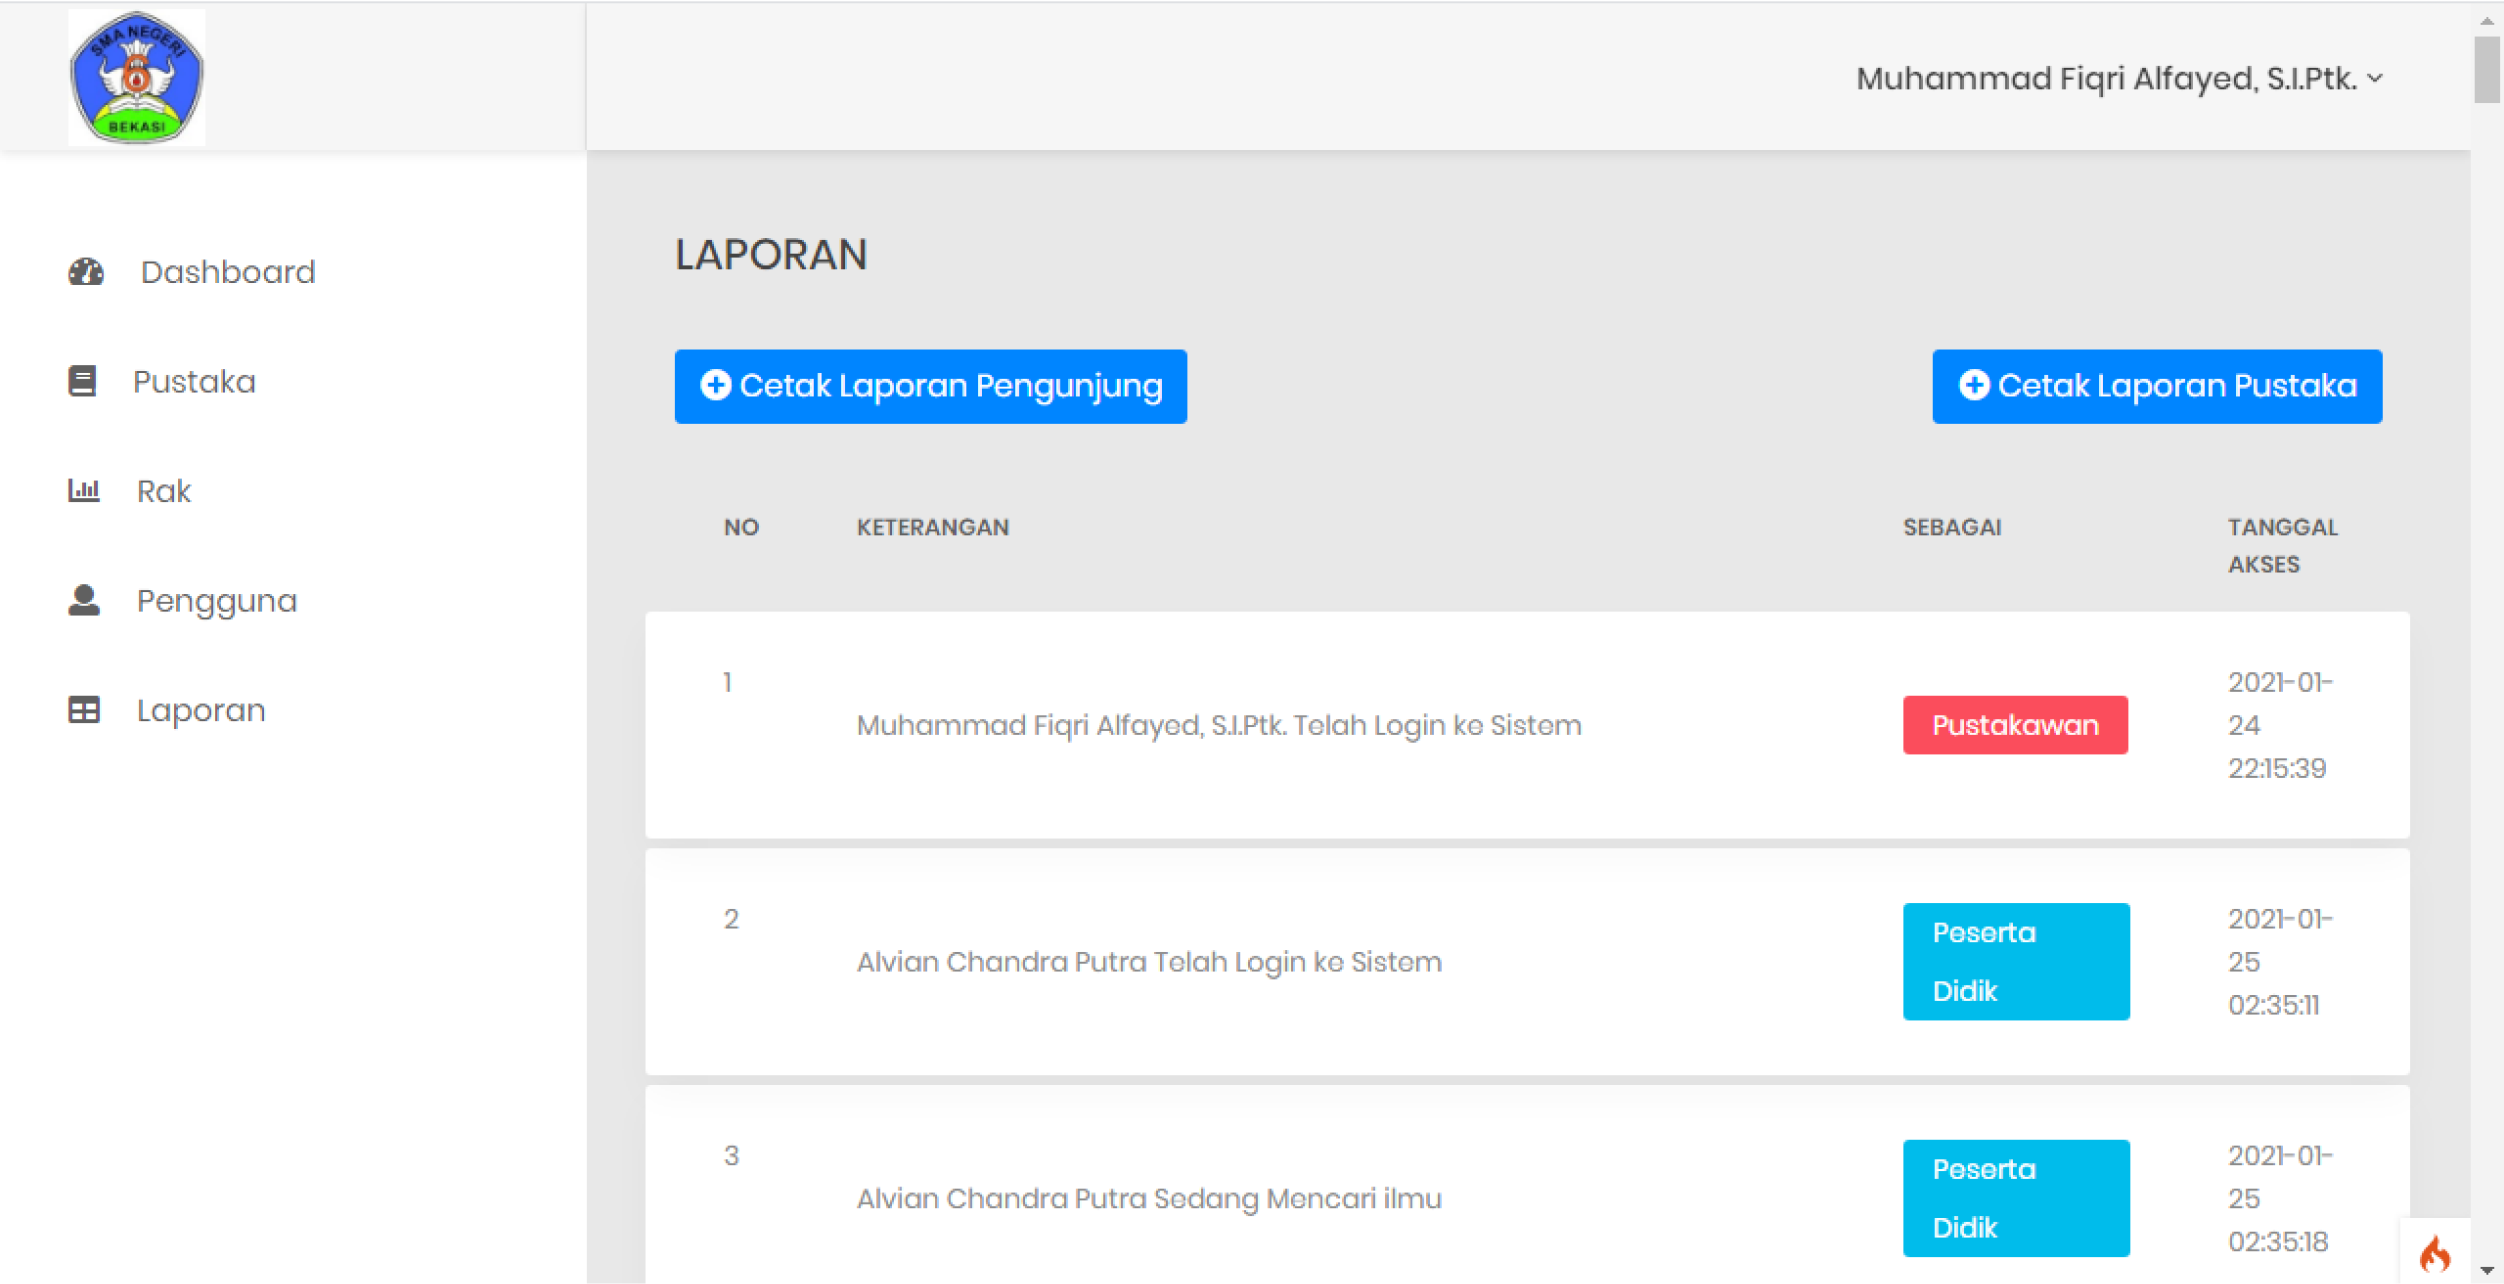 SMA NEGERI
6
BEKASI
Muhammad Fiqri Alfayed, S.I.Ptk.
Dashboard
Pustaka
Rak
Pengguna
Laporan
LAPORAN
Cetak Laporan Pengunjung
Cetak Laporan Pustaka
NO KETERANGAN SEBAGAI TANGGAL
AKSES
1
Muhammad Fiqri Alfayed, S.I.Ptk. Telah Login ke Sistem
Pustakawan
2021-01-
24
22:15:39
2
Alvian Chandra Putra Telah Login ke Sistem
Peserta
Didik
2021-01-
25
02:35:11
3
Alvian Chandra Putra Sedang Mencari ilmu
Peserta
Didik
2021-01-
25
02:35:18